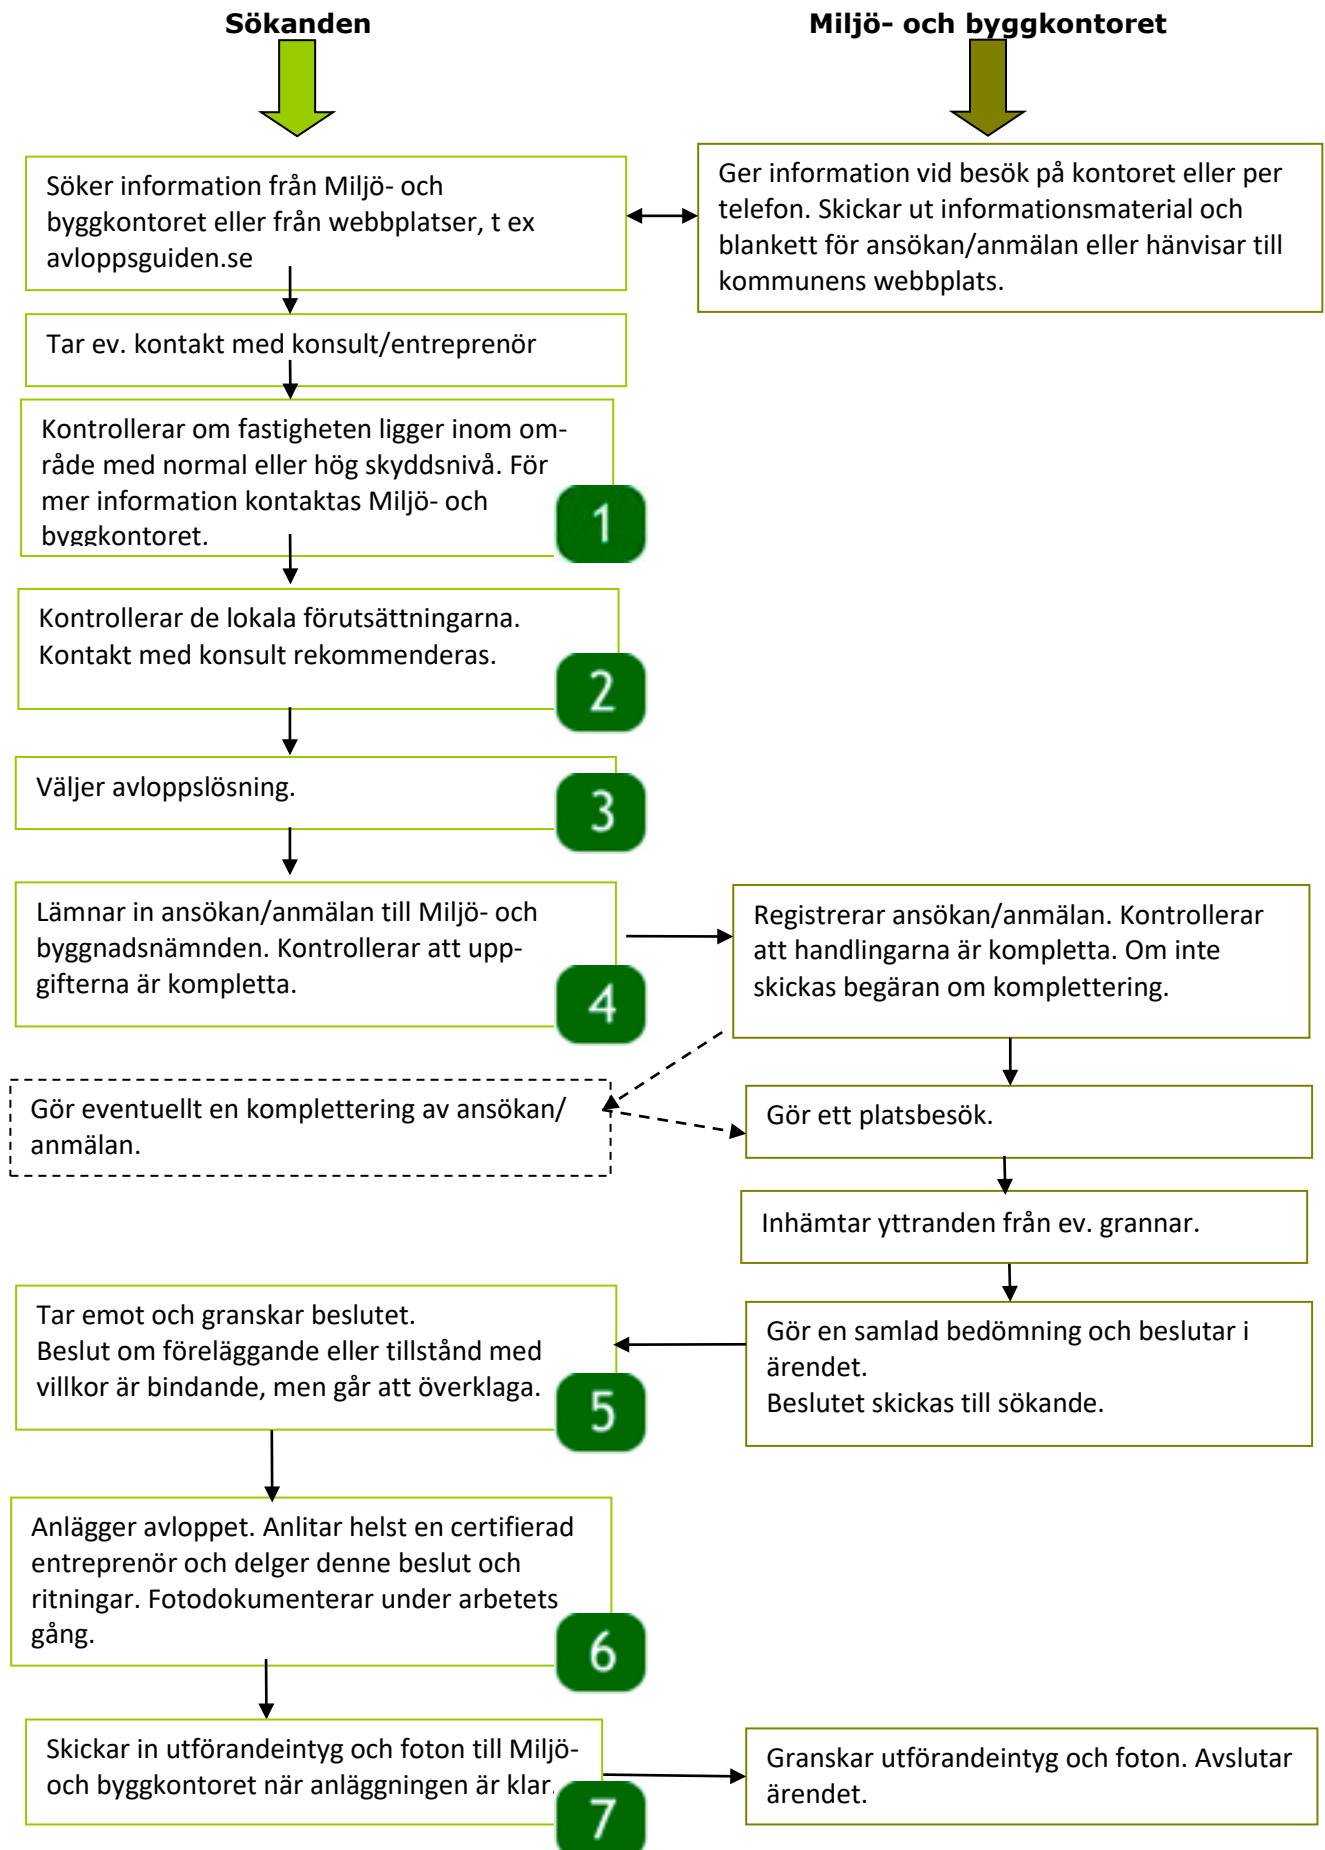 Sökanden
Miljö- och byggkontoret
Söker information från Miljö- och
byggkontoret eller från webbplatser, t ex
avloppsguiden.se
Ger information vid besök på kontoret eller per
telefon. Skickar ut informationsmaterial och
blankett för ansökan/anmälan eller hänvisar till
kommunens webbplats.
Tar ev. kontakt med konsult/entreprenör
Kontrollerar om fastigheten ligger inom om-
råde med normal eller hög skyddsnivå. För
mer information kontaktas Miljö- och
byggkontoret.
1
Kontrollerar de lokala förutsättningarna.
Kontakt med konsult rekommenderas.
2
Väljer avloppslösning.
3
Lämnar in ansökan/anmälan till Miljö- och
byggnadsnämnden. Kontrollerar att upp-
gifterna är kompletta.
4
Registrerar ansökan/anmälan. Kontrollerar
att handlingarna är kompletta. Om inte
skickas begäran om komplettering.
Gör eventuellt en komplettering av ansökan/
anmälan.
Gör ett platsbesök.
Inhämtar yttranden från ev. grannar.
Tar emot och granskar beslutet.
Beslut om föreläggande eller tillstånd med
villkor är bindande, men går att överklaga.
5
Gör en samlad bedömning och beslutar i
ärendet.
Beslutet skickas till sökande.
Anlägger avloppet. Anlitar helst en certifierad
entreprenör och delger denne beslut och
ritningar. Fotodokumenterar under arbetets
gång.
6
Skickar in utförandeintyg och foton till Miljö-
och byggkontoret när anläggningen är klar.
7
Granskar utförandeintyg och foton. Avslutar
ärendet.